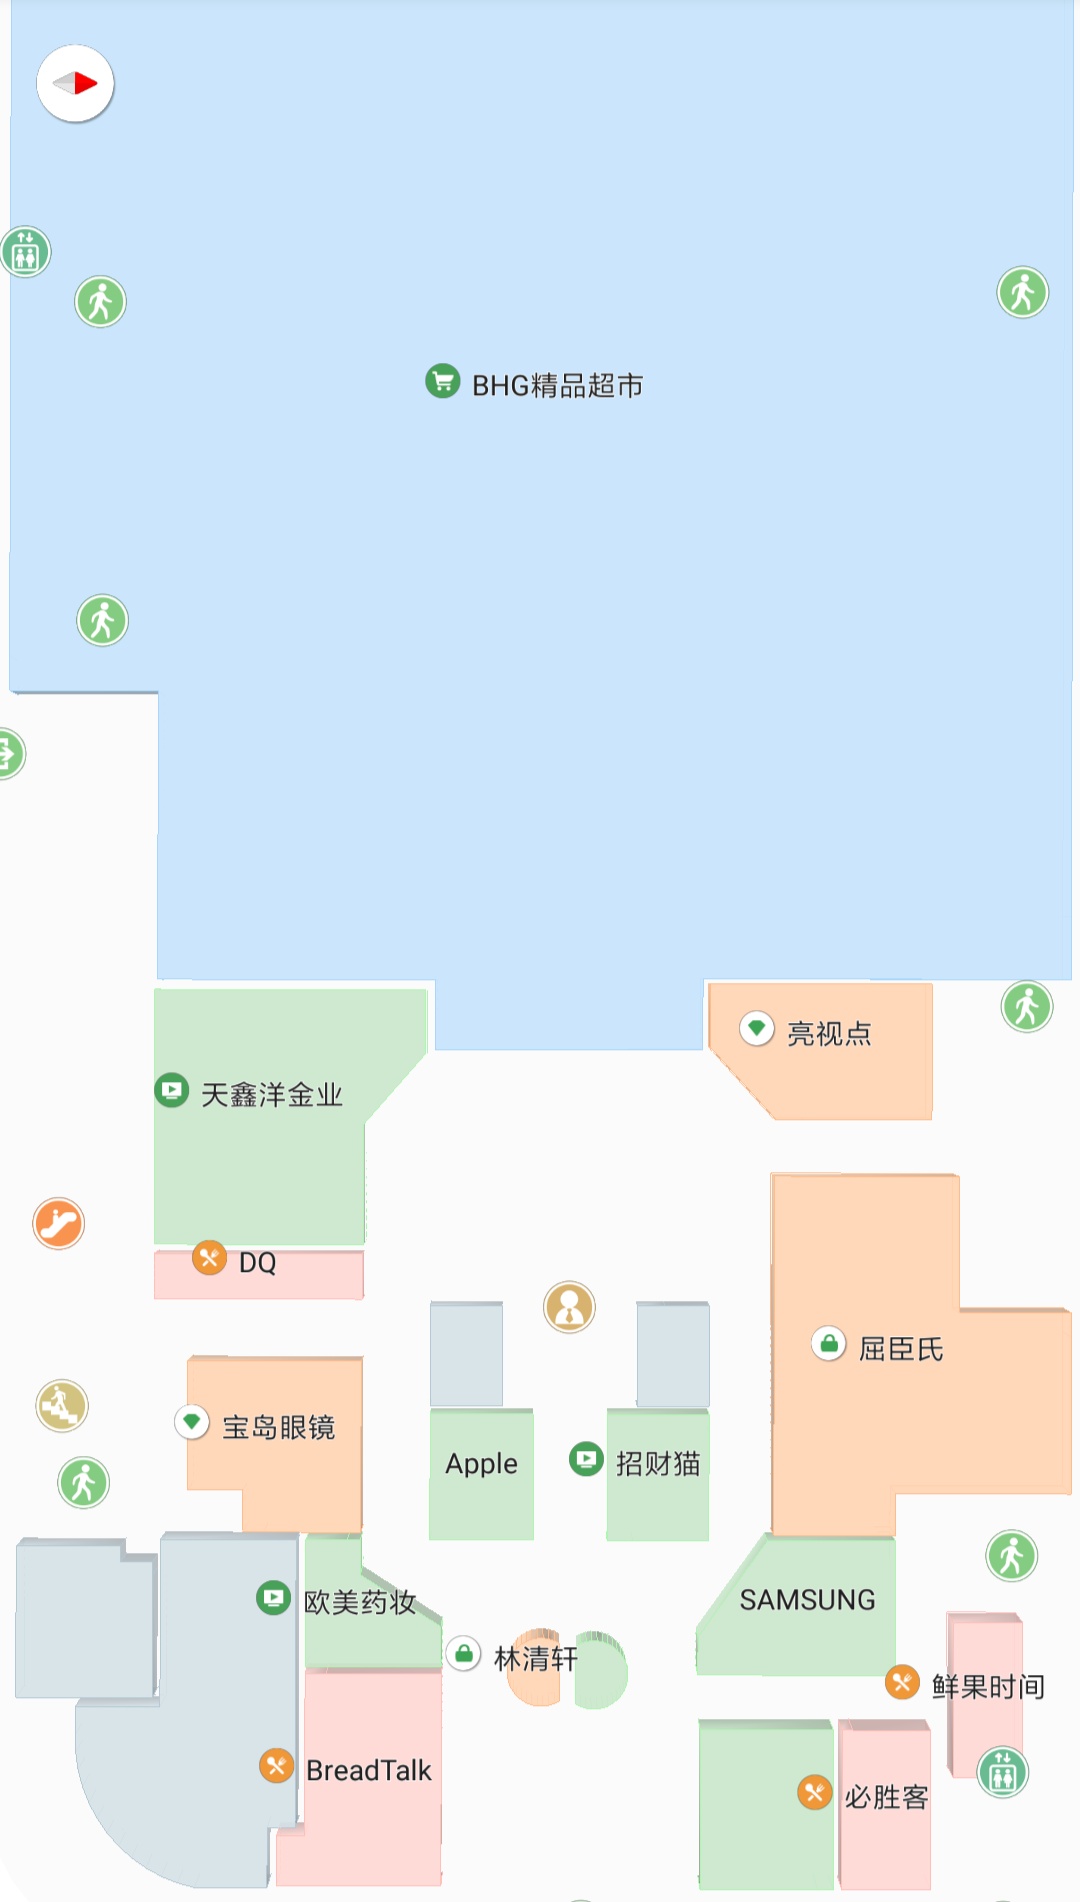 BHG精品超市
亮视点
天鑫洋金业
DQ
屈臣氏
宝岛眼镜
Apple
招财猫
欧美药妆
SAMSUNG
林清轩
鲜果时间
BreadTalk
必胜客